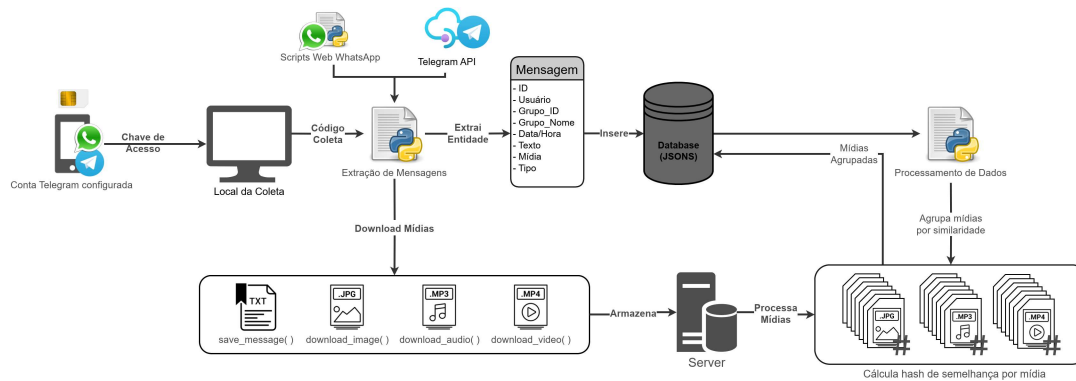 Scripts Web WhatsApp
Telegram API
Chave de
Acesso
Conta Telegram configurada
Local da Coleta
Código
Coleta
Extração de Mensagens
Extrai
Entidade
Mensagem
- ID
- Usuário
- Grupo_ID
- Grupo_Nome
- Data/Hora
- Texto
- Mídia
- Tipo
Insere
Database
(JSONS)
Mídias
Agrupadas
Processamento de Dados
Agrupa mídias
por similaridade
Download Mídias
TXT
save_message( )
.JPG
download_image( )
.MP3
download_audio( )
.MP4
download_video( )
Armazena
Server
Processa
Mídias
.JPG
#
.MP3
#
.MP4
#
Cálcula hash de semelhança por mídia